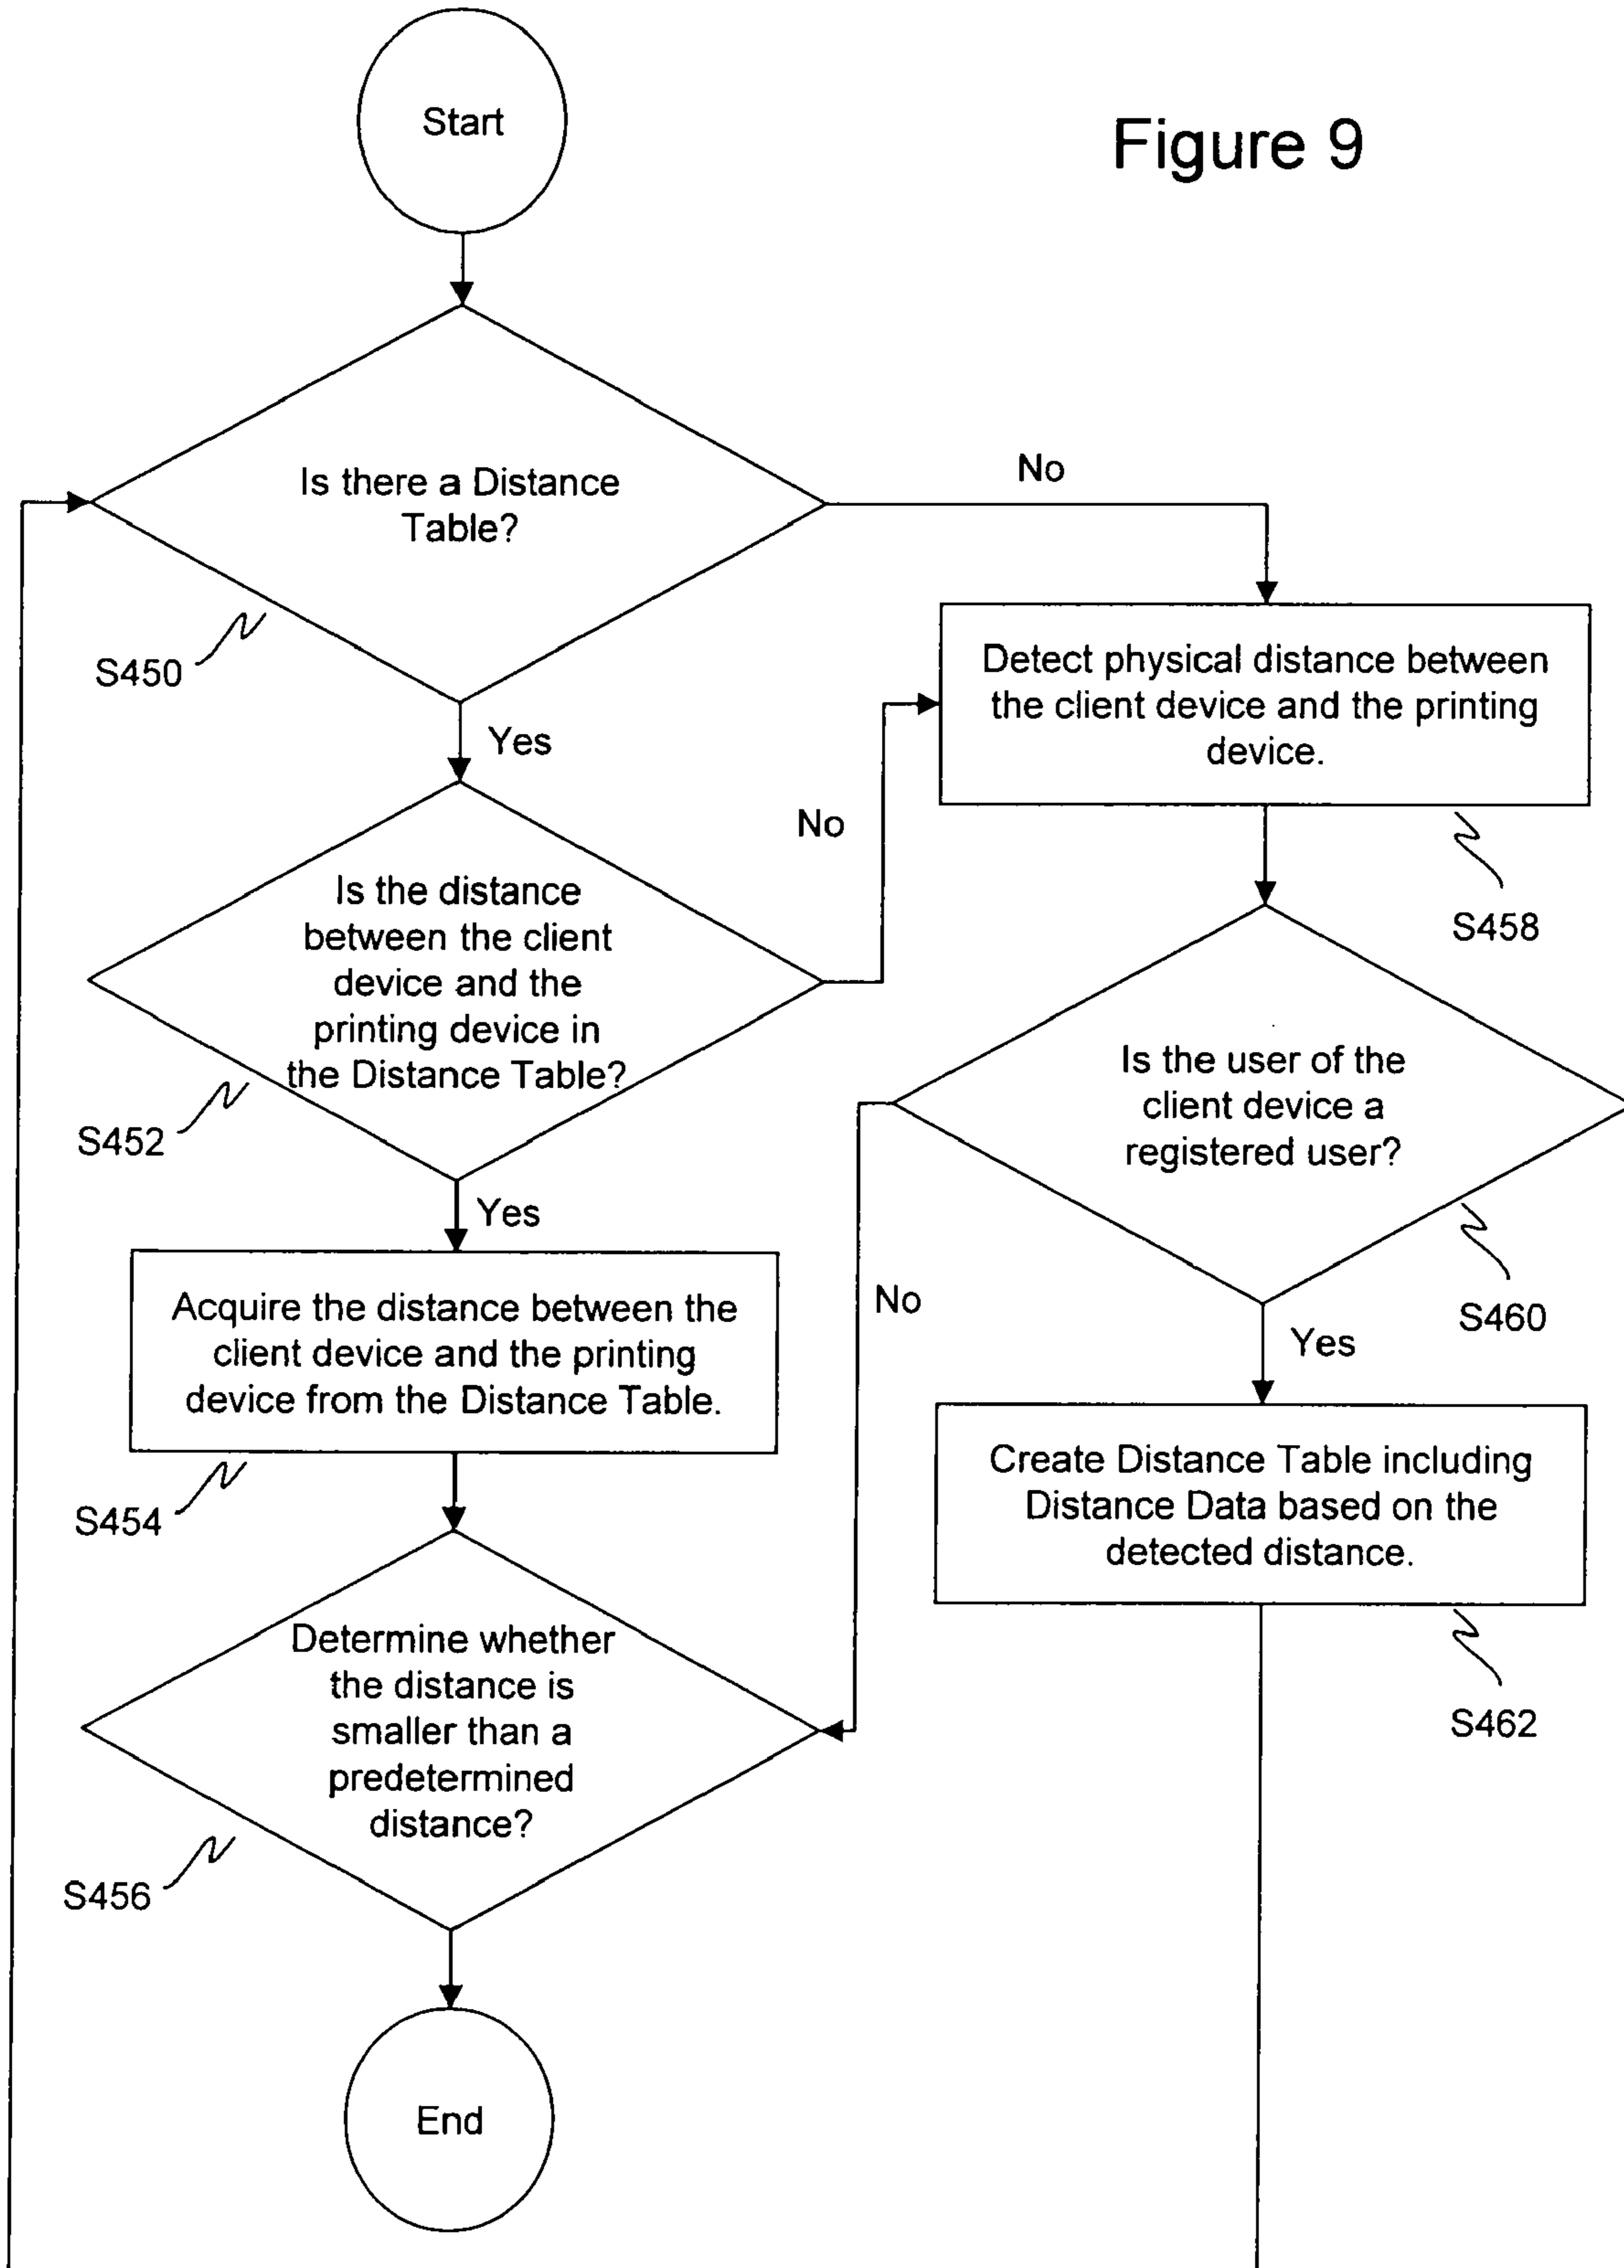 Start
Figure 9
Is there a Distance
Table?
No
S450
Yes
Detect physical distance between
the client device and the printing
device.
S458
No
Is the distance
between the client
device and the
printing device in
the Distance Table?
S452
Yes
Is the user of the
client device a
registered user?
S460
Yes
No
Acquire the distance between the
client device and the printing
device from the Distance Table.
S454
Create Distance Table including
Distance Data based on the
detected distance.
S462
Determine whether
the distance is
smaller than a
predetermined
distance?
S456
End